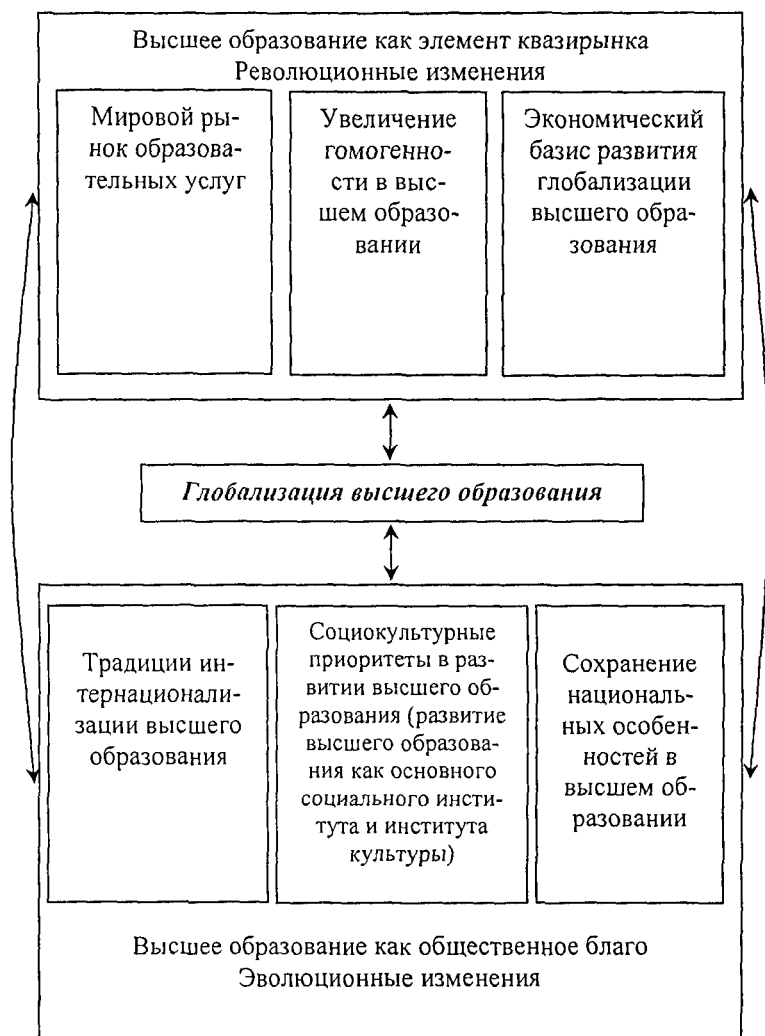 Высшее образование как элемент квазирынка
Революционные изменения
Мировой ры-
нок образова-
тельных услуг
Увеличение
гомогенно-
сти в выс-
шем образо-
вании
Экономический
базис развития
глобализации
высшего обра-
зования
Глобализация высшего образования
Традиции ин-
тернационали-
зации высшего
образования
Социокультурные
приоритеты в раз-
витии высшего об-
разования (развитие
высшего образова-
ния как основного
социального инсти-
тута и института
культуры)
Сохранение
националь-
ных особен-
ностей в
высшем об-
разовании
Высшее образование как общественное благо
Эволюционные изменения